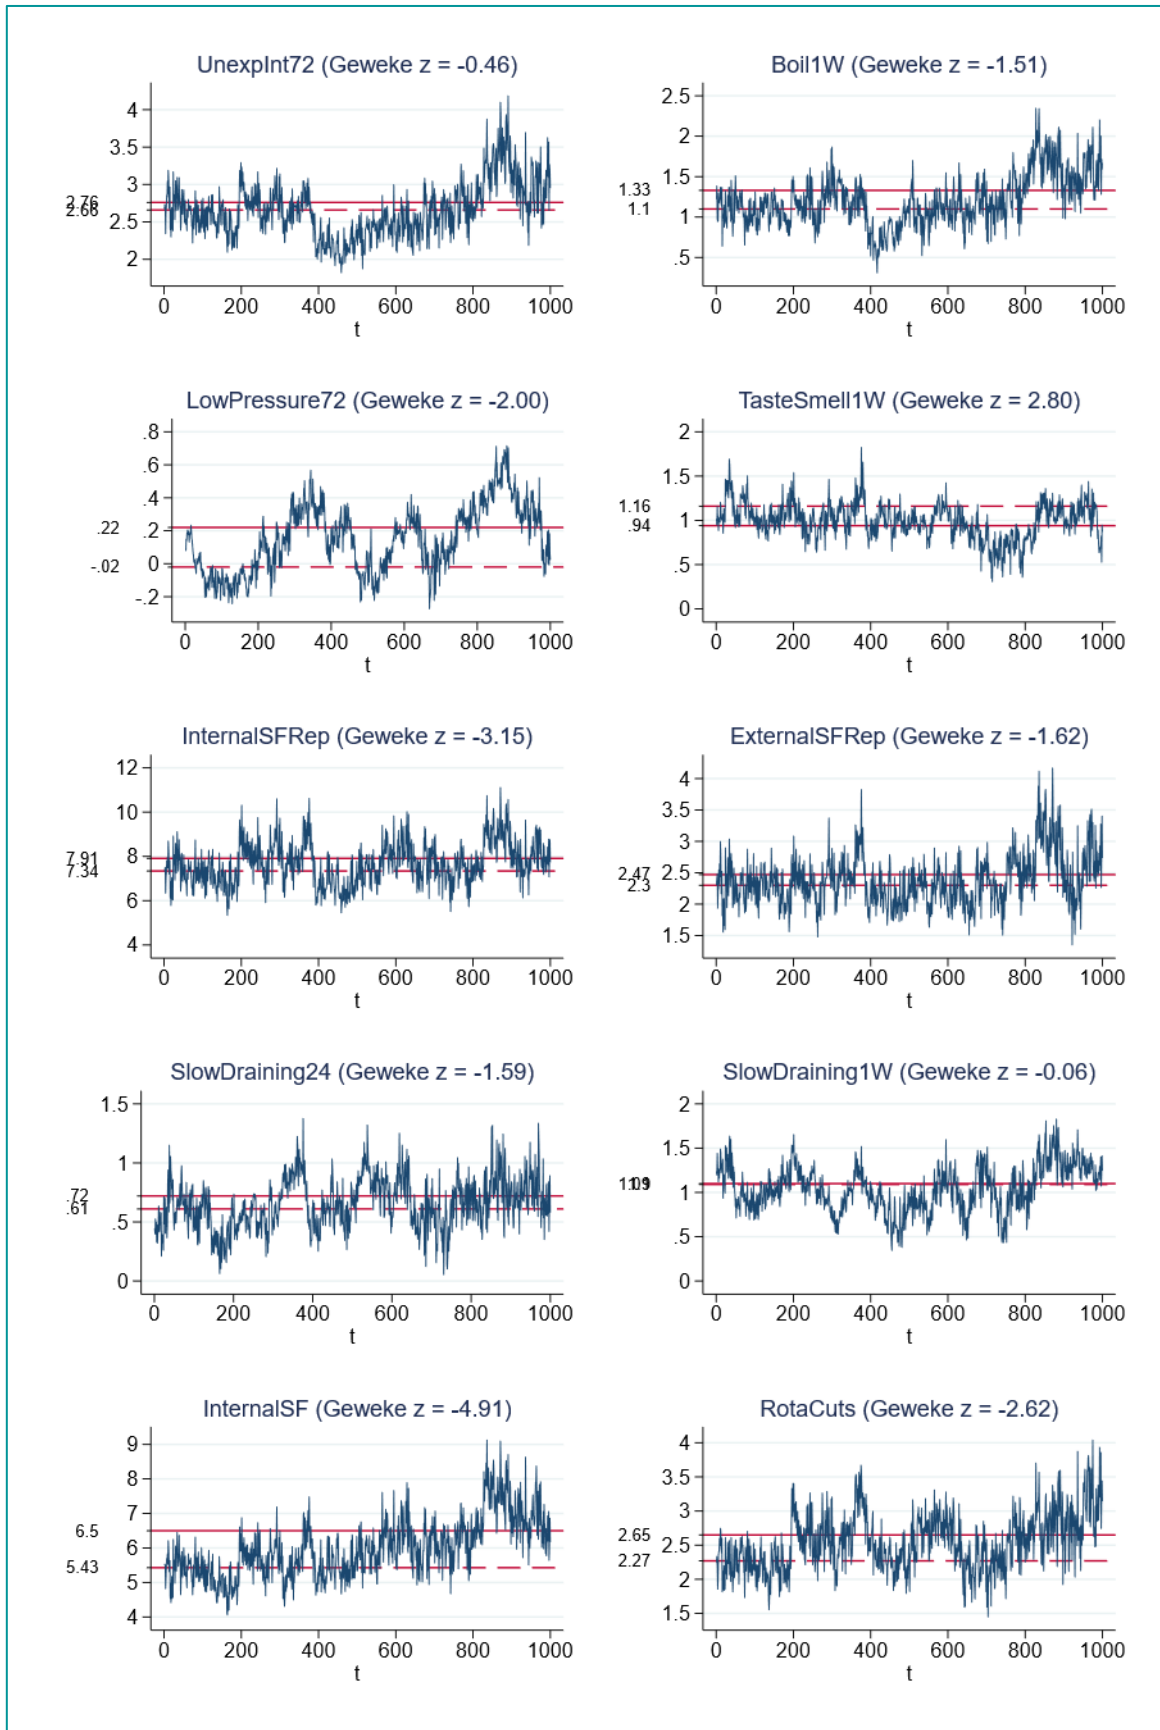 UnexpInt72 (Geweke z = -0.46)
4
3.5
3
2.76
2.66
2.5
2
0 200 400 600 800 1000
t
Boil1W (Geweke z = -1.51)
2.5
2
1.5
1.33
1.1
1
.5
0 200 400 600 800 1000
t
LowPressure72 (Geweke z = -2.00)
.8
.6
.4
.22
.2
0
-.02
-.2
0 200 400 600 800 1000
t
TasteSmell1W (Geweke z = 2.80)
2
1.5
1.16
1
.94
.5
0
0 200 400 600 800 1000
t
InternalSFRep (Geweke z = -3.15)
12
10
8
7.91
7.34
6
4
0 200 400 600 800 1000
t
ExternalSFRep (Geweke z = -1.62)
4
3.5
3
2.5
2.47
2.3
2
1.5
0 200 400 600 800 1000
t
SlowDraining24 (Geweke z = -1.59)
1.5
1
.72
.61
.5
0
0 200 400 600 800 1000
t
SlowDraining1W (Geweke z = -0.06)
2
1.5
1
.5
0
0 200 400 600 800 1000
t
InternalSF (Geweke z = -4.91)
9
8
7
6.5
6
5.43
5
4
0 200 400 600 800 1000
t
RotaCuts (Geweke z = -2.62)
4
3.5
3
2.65
2.5
2.27
2
1.5
0 200 400 600 800 1000
t